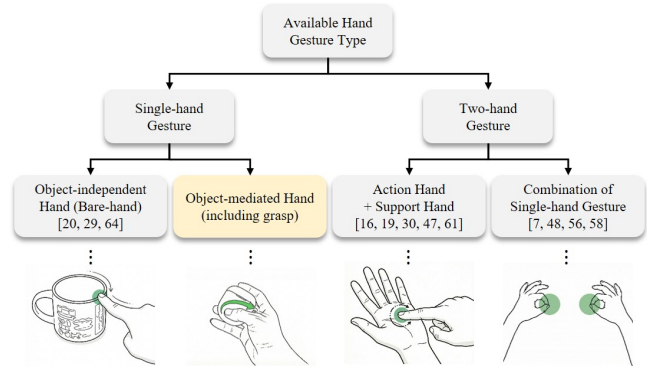 Available Hand
Gesture Type
Single-hand
Gesture
Two-hand
Gesture
Object-independent
Hand (Bare-hand)
[20, 29, 64]
Object-mediated Hand
(including grasp)
Action Hand
+ Support Hand
[16, 19, 30, 47, 61]
Combination of
Single-hand Gesture
[7, 48, 56, 58]